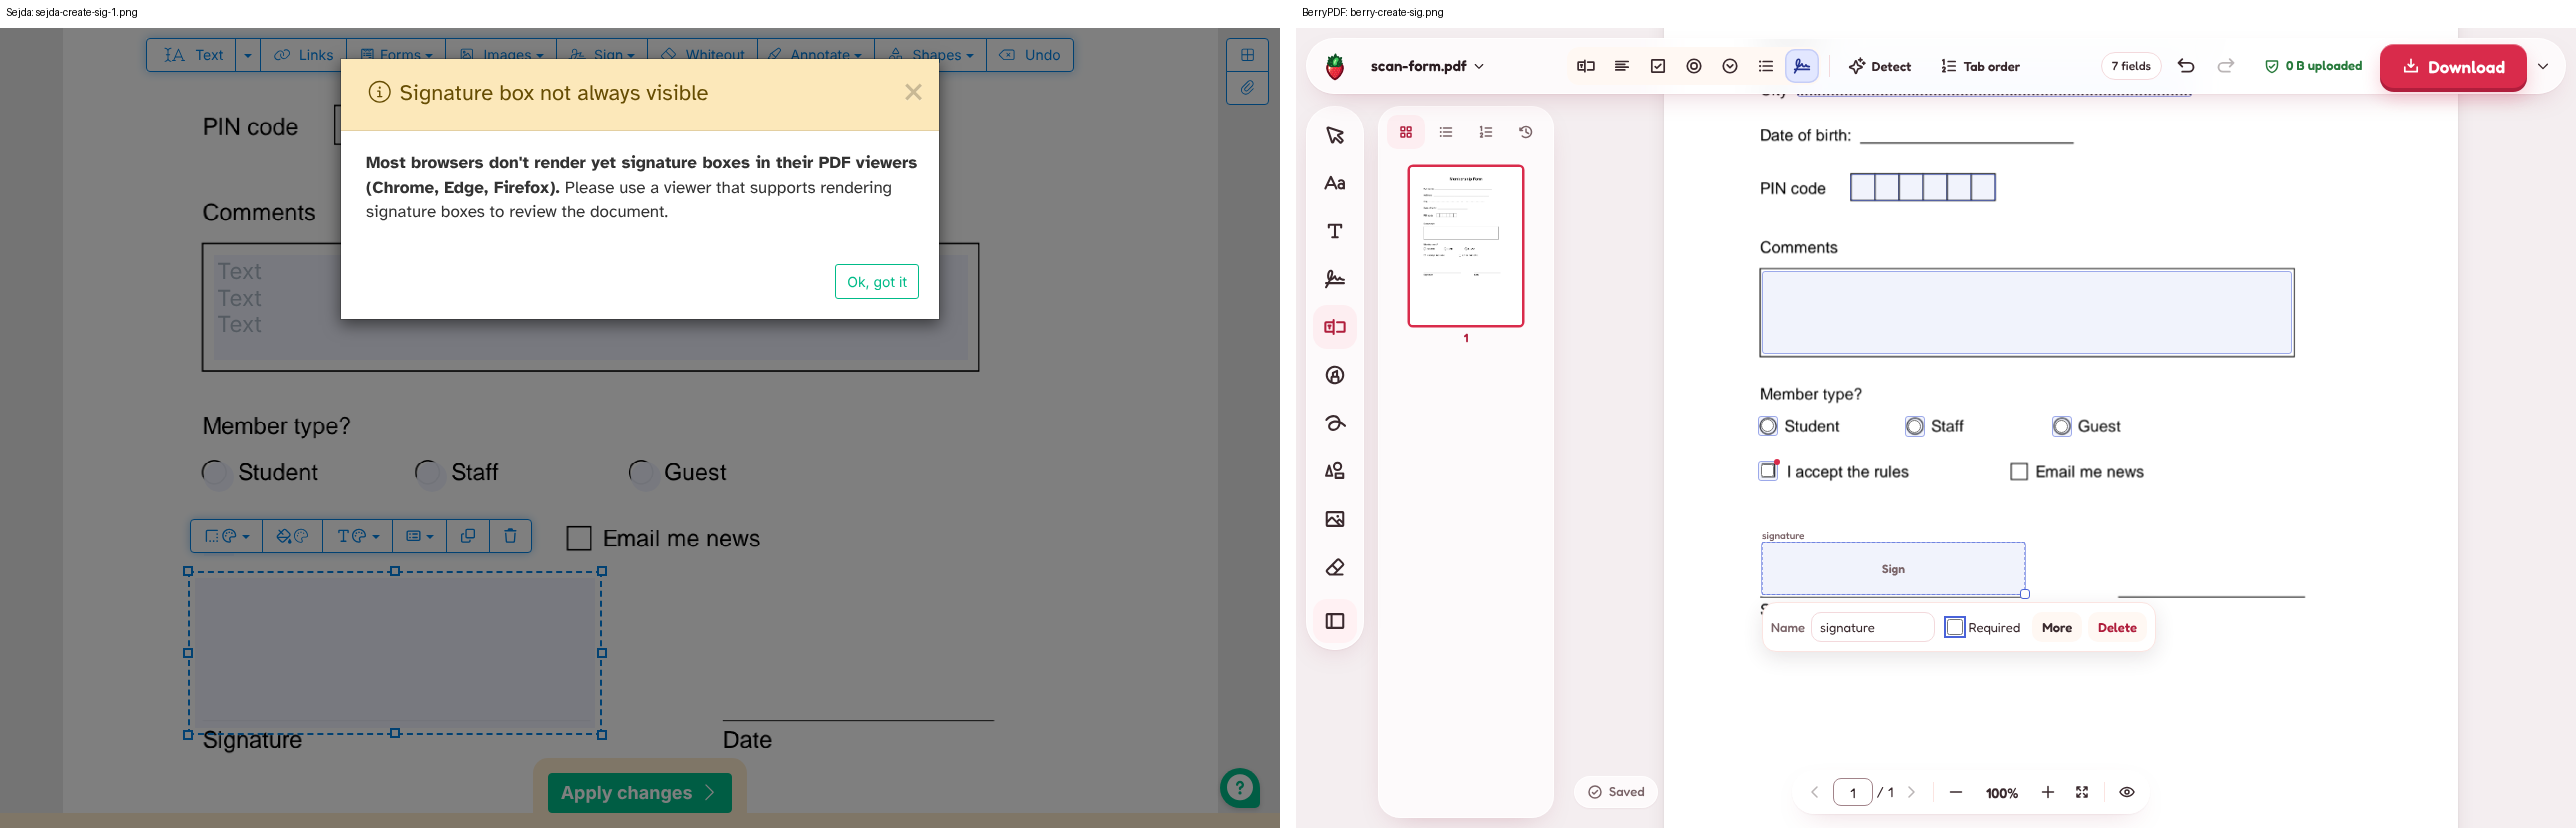 Sejda: sejda-create-sig-1.png
Text
Links
Forms
Images
Sign
Whiteout
Annotate
Shapes
Undo
Signature box not always visible
Most browsers don't render yet signature boxes in their PDF viewers
(Chrome, Edge, Firefox). Please use a viewer that supports rendering
signature boxes to review the document.
Ok, got it
PIN code
Comments
Text
Text
Text
Member type?
Student
Staff
Guest
Email me news
Signature
Date
Apply changes
BerryPDF: berry-create-sig.png
scan-form.pdf
Detect
Tab order
7 fields
0 B uploaded
Download
Aa
T
1
Date of birth:
PIN code
Comments
Member type?
Student
Staff
Guest
I accept the rules
Email me news
signature
Sign
Name
signature
Required
More
Delete
Saved
1
/ 1
100%